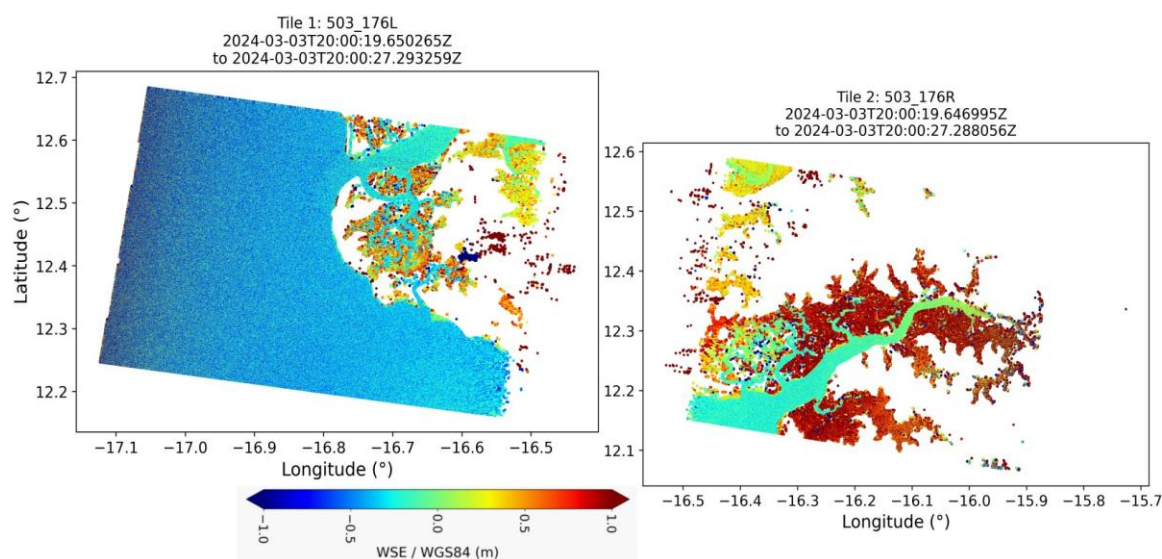 Tile 1: 503_176L
2024-03-03T20:00:19.650265Z
to 2024-03-03T20:00:27.293259Z
12.7
12.6
12.5
12.4
12.3
12.2
Latitude (°)
−17.1 −17.0 −16.9 −16.8 −16.7 −16.6 −16.5
Longitude (°)
Tile 2: 503_176R
2024-03-03T20:00:19.646995Z
to 2024-03-03T20:00:27.288056Z
12.6
12.5
12.4
12.3
12.2
12.1
−16.5 −16.4 −16.3 −16.2 −16.1 −16.0 −15.9 −15.8 −15.7
Longitude (°)
−1.0 −0.5 0.0 0.5 1.0
WSE / WGS84 (m)